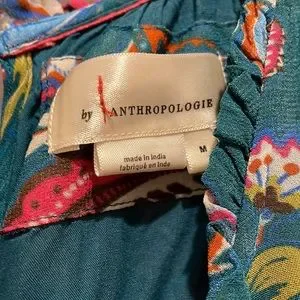 by ANTHROPOLOGIE
made in India
fabriqué en Inde
M